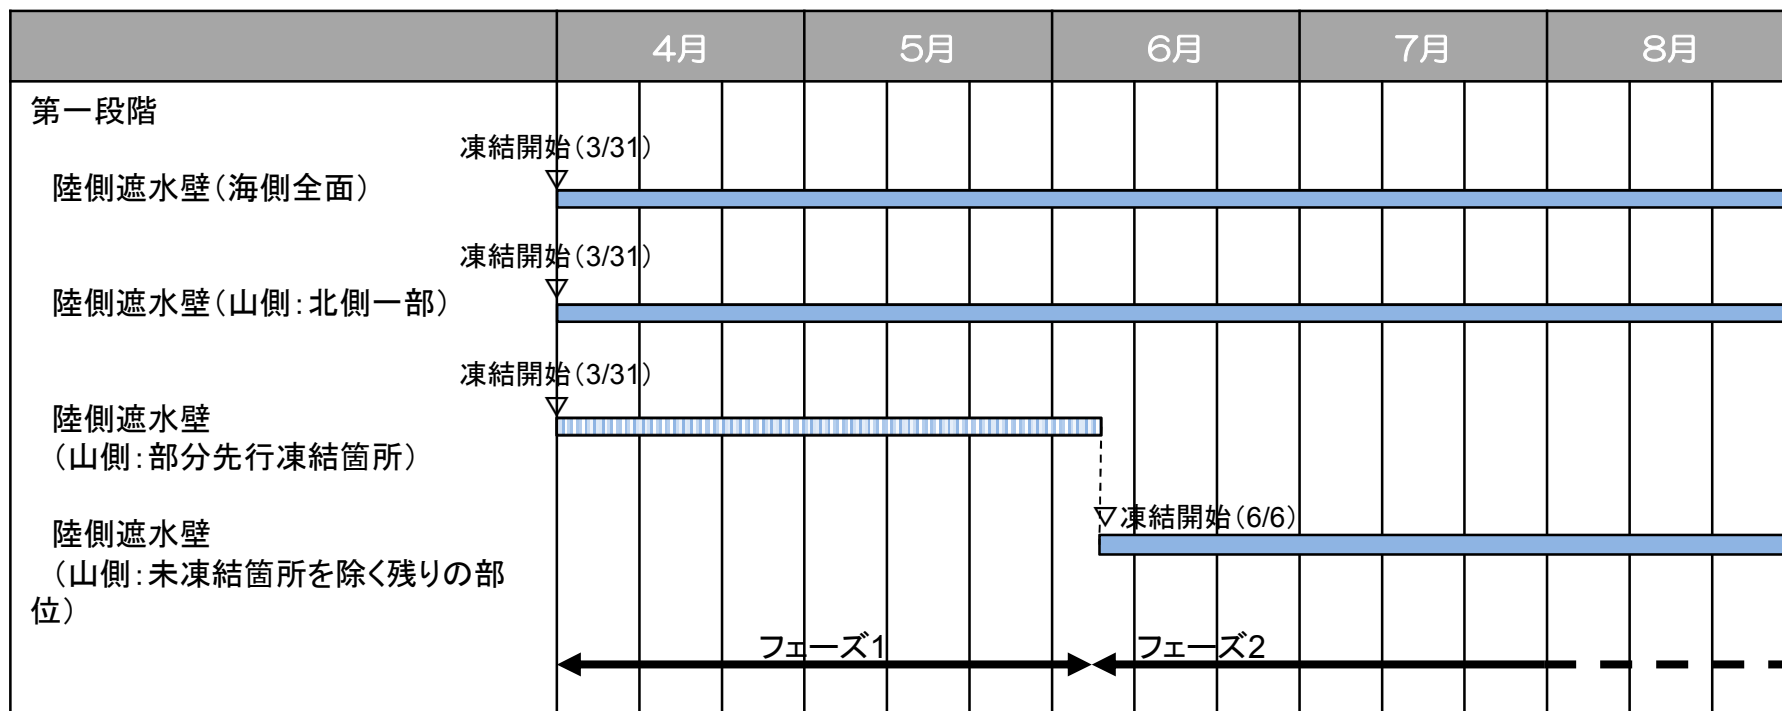 4月 5月 6月 7月 8月
第一段階
凍結開始(3/31)
陸側遮水壁(海側全面)
凍結開始(3/31)
陸側遮水壁(山側:北側一部)
凍結開始(3/31)
陸側遮水壁
(山側:部分先行凍結箇所)
凍結開始(6/6)
陸側遮水壁
(山側:未凍結箇所を除く残りの部
位)
フェーズ1 フェーズ2